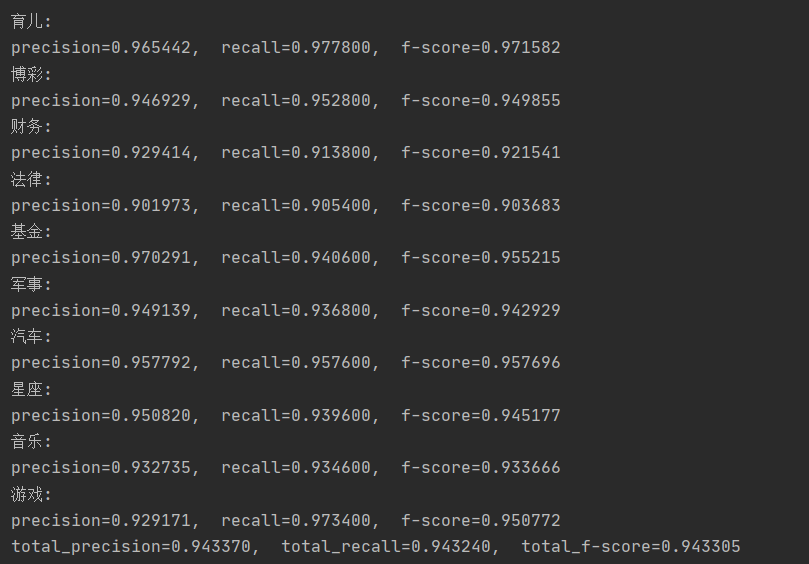 育儿:
precision=0.965442,  recall=0.977800,  f-score=0.971582
博彩:
precision=0.946929,  recall=0.952800,  f-score=0.949855
财务:
precision=0.929414,  recall=0.913800,  f-score=0.921541
法律:
precision=0.901973,  recall=0.905400,  f-score=0.903683
基金:
precision=0.970291,  recall=0.940600,  f-score=0.955215
军事:
precision=0.949139,  recall=0.936800,  f-score=0.942929
汽车:
precision=0.957792,  recall=0.957600,  f-score=0.957696
星座:
precision=0.950820,  recall=0.939600,  f-score=0.945177
音乐:
precision=0.932735,  recall=0.934600,  f-score=0.933666
游戏:
precision=0.929171,  recall=0.973400,  f-score=0.950772
total_precision=0.943370,  total_recall=0.943240,  total_f-score=0.943305